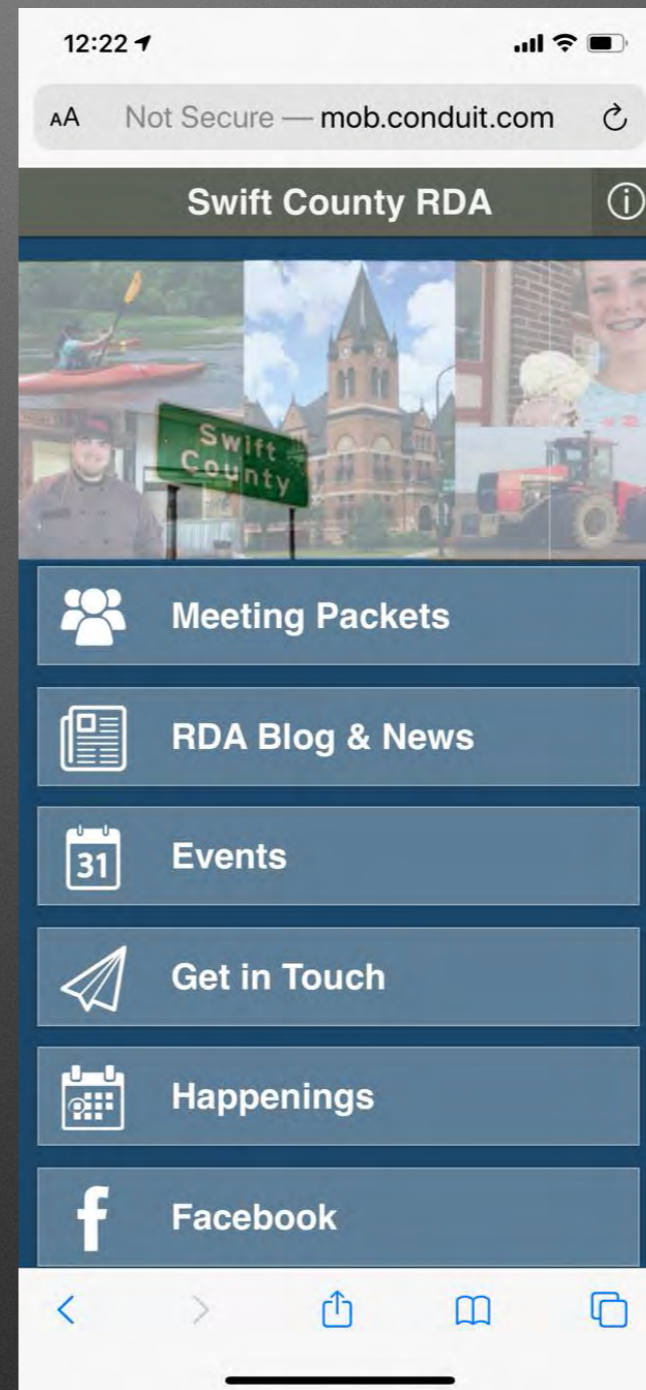 12:22
AA Not Secure — mob.conduit.com
Swift County RDA
Swift
County
Meeting Packets
RDA Blog & News
31 Events
Get in Touch
Happenings
f Facebook